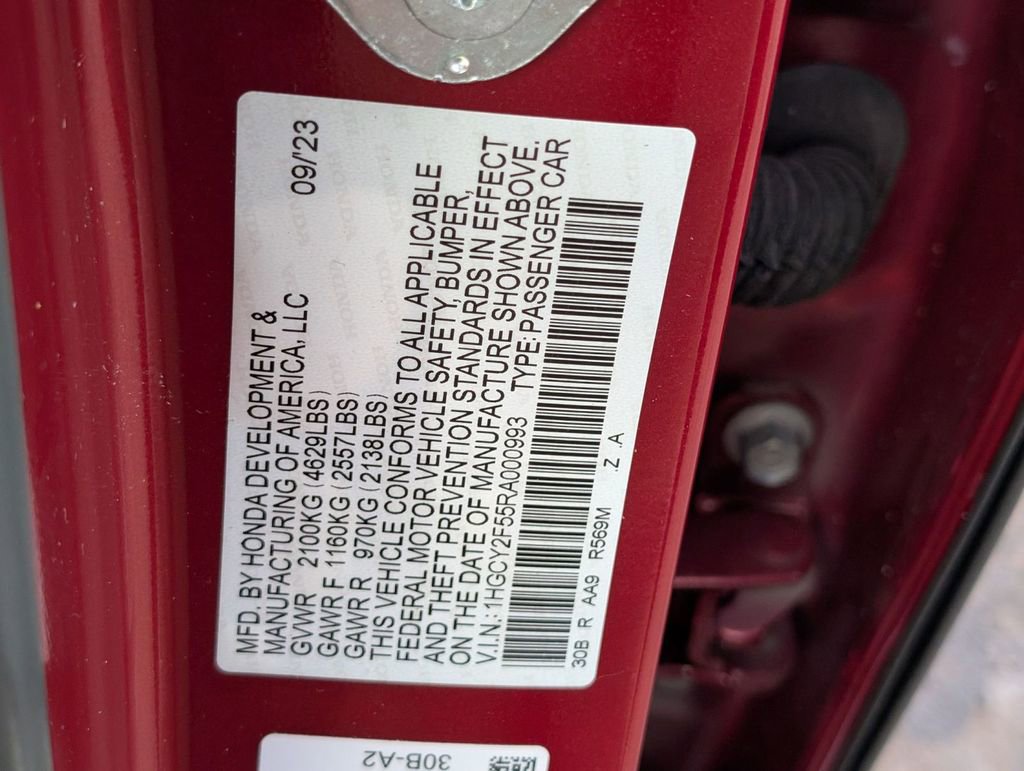 MFD. BY HONDA DEVELOPMENT &
MANUFACTURING OF AMERICA, LLC 09/'23
GVWR 2100KG (4629LBS)
GAWR F 1160KG (2557LBS)
GAWR R 970KG (2138LBS)
THIS VEHICLE CONFORMS TO ALL APPLICABLE
FEDERAL MOTOR VEHICLE SAFETY, BUMPER,
AND THEFT PREVENTION STANDARDS IN EFFECT
ON THE DATE OF MANUFACTURE SHOWN ABOVE.
V.I.N.: 1HGCY2F55RA000993 TYPE: PASSENGER CAR
30B R AA9 R569M .Z .A
30B-A2